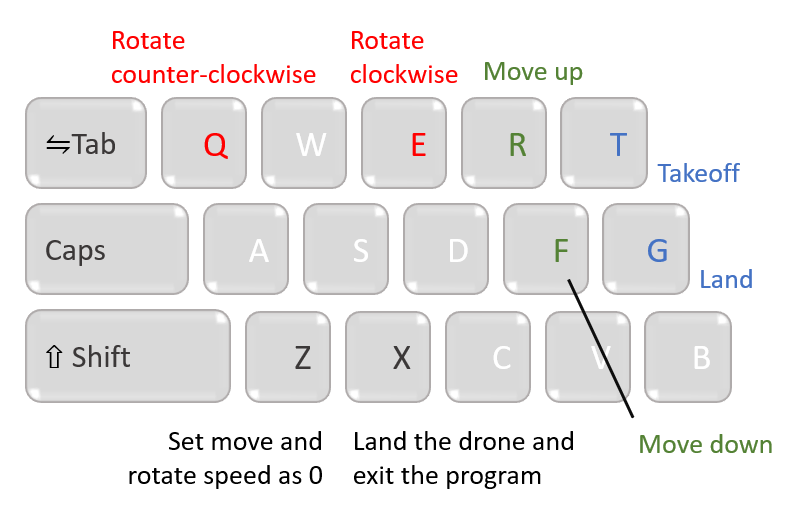 Rotate
counter-clockwise
Rotate
clockwise
Move up
⇋Tab
Q
W
E
R
T
Takeoff
Caps
A
S
D
F
G
Land
⇧ Shift
Z
X
C
V
B
Set move and
rotate speed as 0
Land the drone and
exit the program
Move down